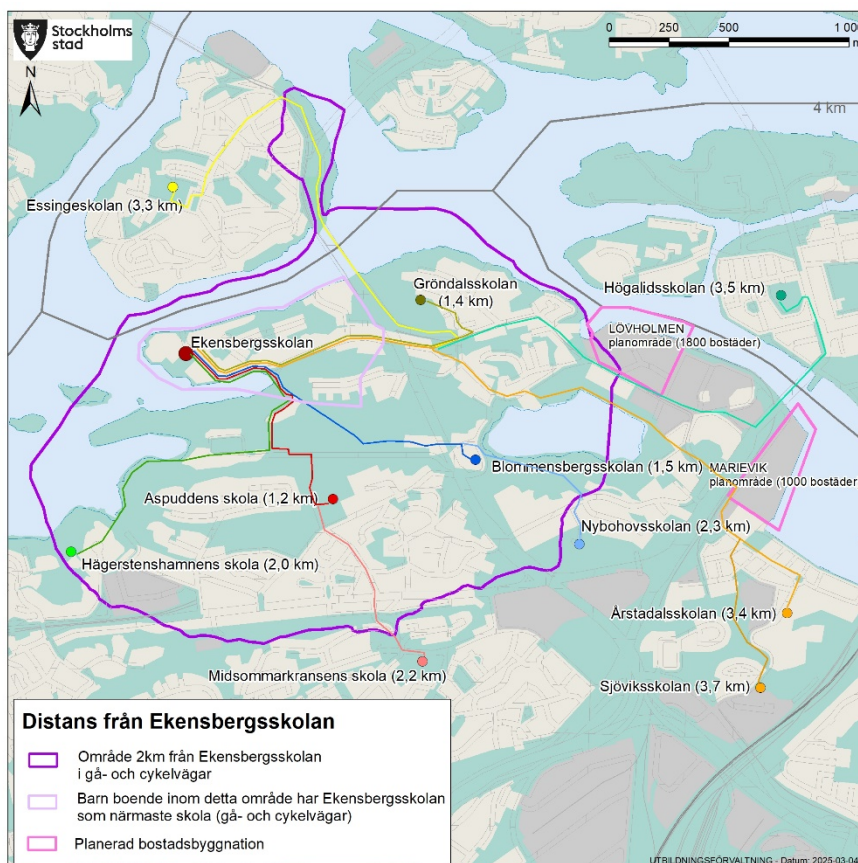 Stockholms
stad
N
0 250 500 1 000
m
4 km
Essingeskolan (3,3 km)
Gröndalsskolan
(1,4 km)
Högalidsskolan (3,5 km)
LÖVHOLMEN
planområde (1800 bostäder)
Ekensbergsskolan
Blommensbergsskolan (1,5 km)
MARIEVIK
planområde (1000 bostäder
Aspuddens skola (1,2 km)
Nybohovsskolan (2,3 km)
Hägerstenshamnens skola (2,0 km)
Årstadalsskolan (3,4 km)
Midsommarkransens skola (2,2 km)
Sjöviksskolan (3,7 km)
Distans från Ekensbergsskolan
Område 2km från Ekensbergsskolan
i gå- och cykelvägar
Barn boende inom detta område har Ekensbergsskolan
som närmaste skola (gå- och cykelvägar)
Planerad bostadsbyggnation
UTBILDNINGSFÖRVALTNING - Datum: 2025-03-04